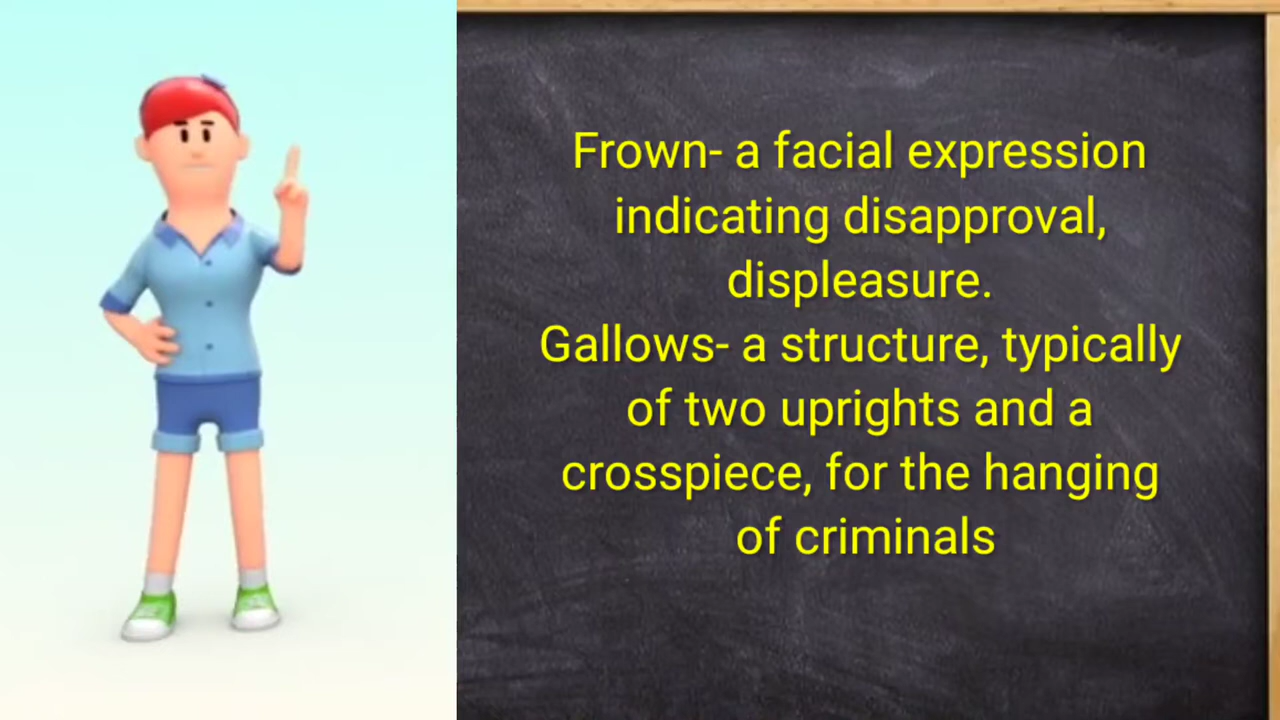 Frown- a facial expression
indicating disapproval,
displeasure.
Gallows- a structure, typically
of two uprights and a
crosspiece, for the hanging
of criminals